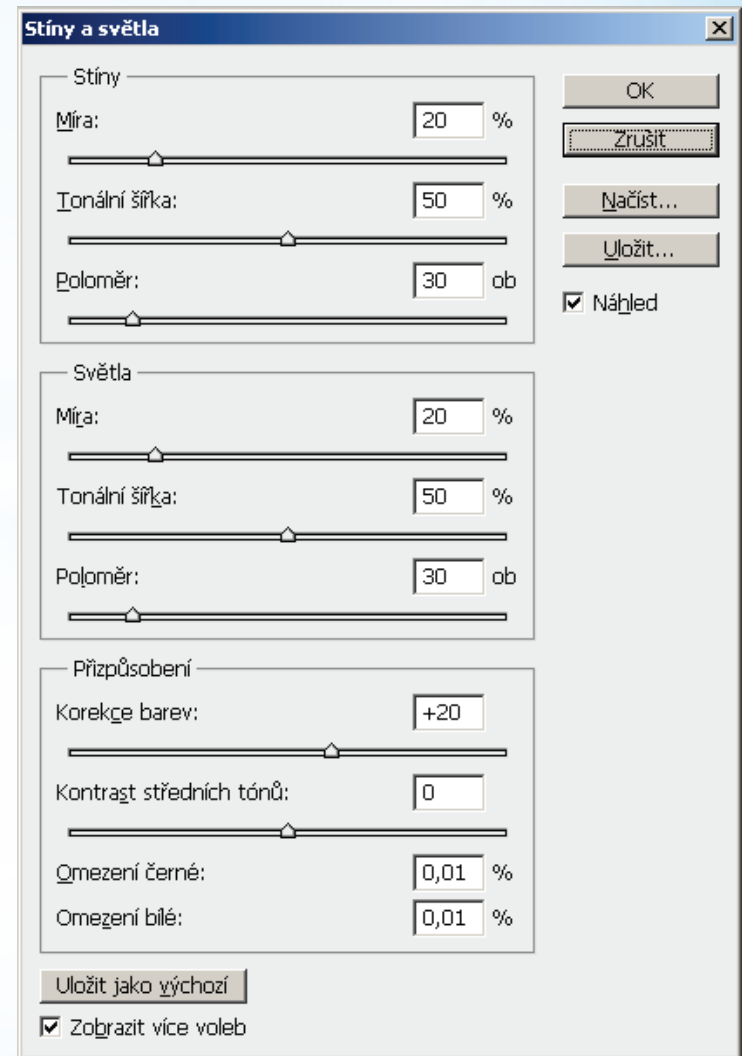 Stíny a světla
Stíny
Míra: 20 %
Tonální šířka: 50 %
Poloměr: 30 ob
Světla
Míra: 20 %
Tonální šířka: 50 %
Poloměr: 30 ob
Přizpůsobení
Korekce barev: +20
Kontrast středních tónů: 0
Omezení černé: 0,01 %
Omezení bílé: 0,01 %
Uložit jako výchozí
Zobrazit více voleb
OK
Zrušit
Načíst...
Uložit...
Náhled